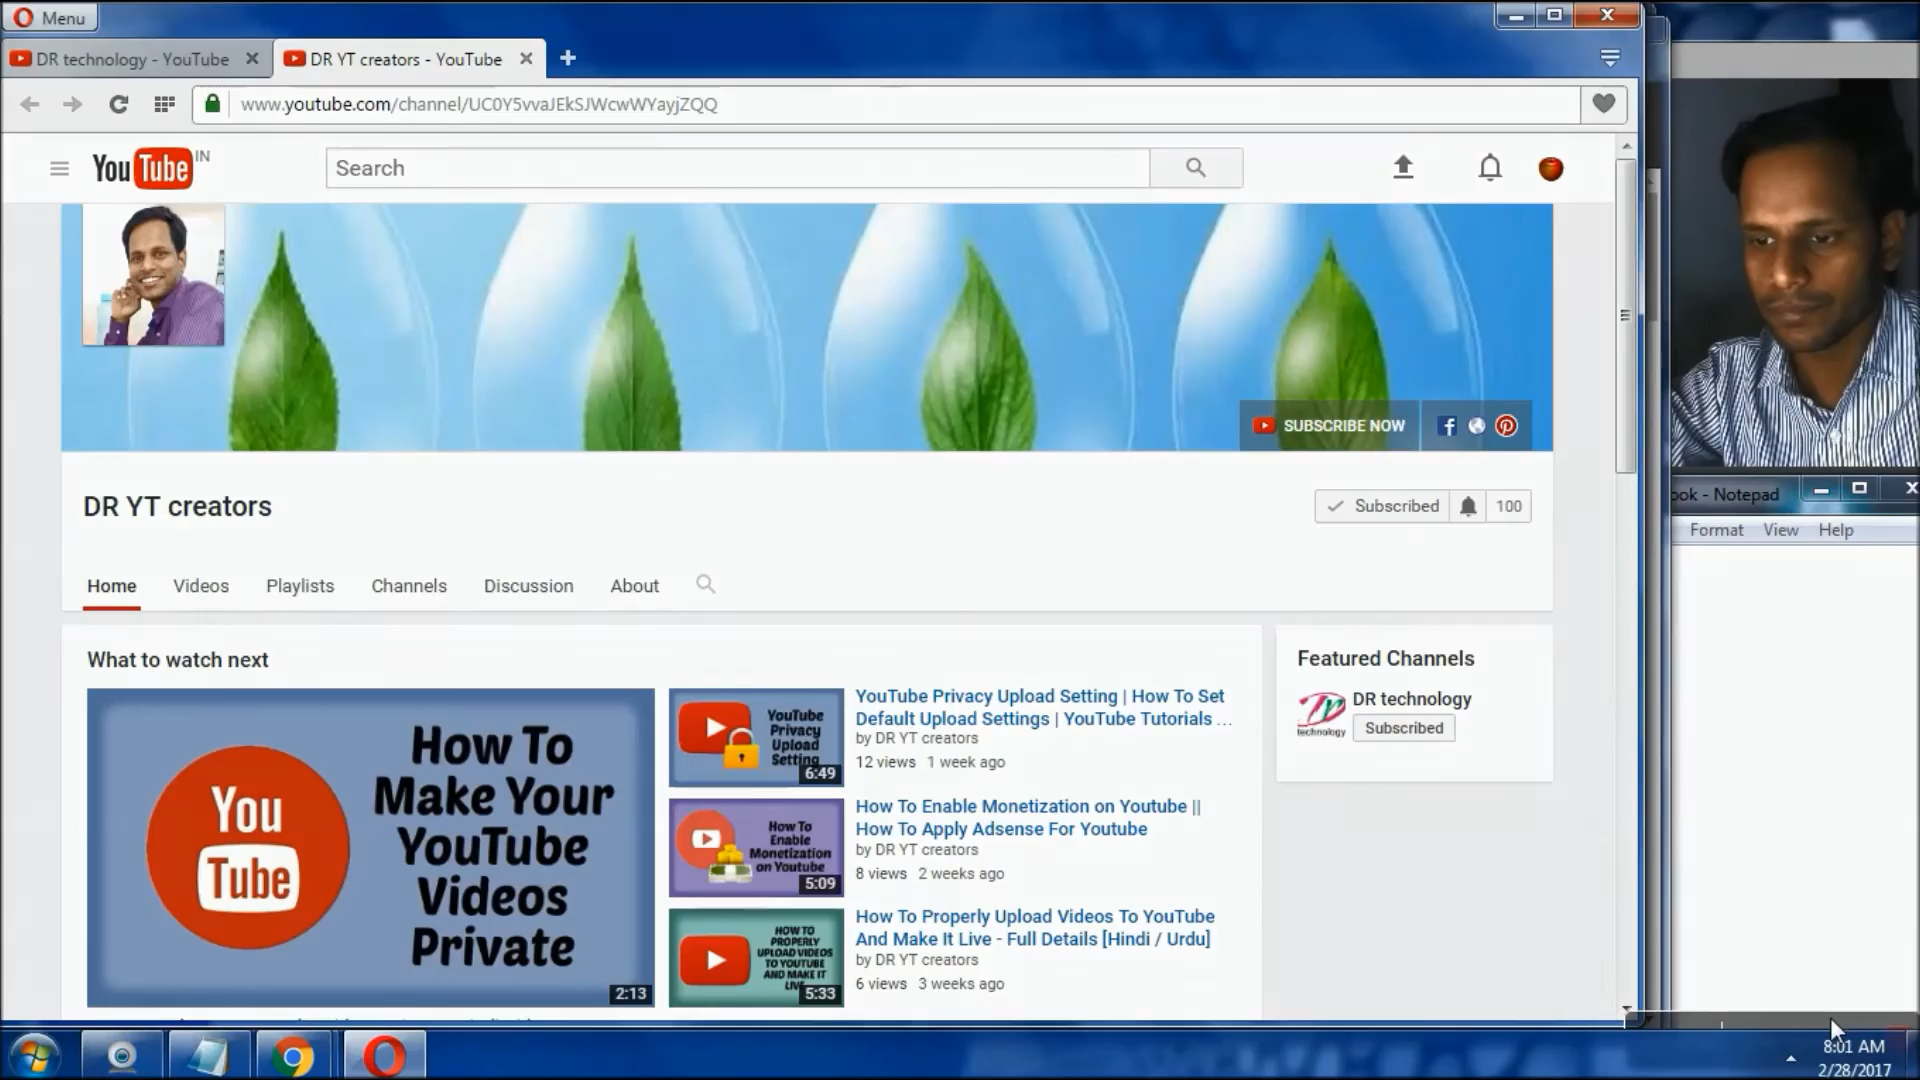 Menu
DR technology - YouTube
DR YT creators - YouTube
www.youtube.com/channel/UC0Y5vvaJEkSJWcwWYayjZQQ
YouTube IN
Search
SUBSCRIBE NOW
DR YT creators
Subscribed 100
Home Videos Playlists Channels Discussion About
What to watch next
How To
Make Your
YouTube
Videos
Private
You
Tube
2:13
YouTube
Privacy
Upload
Setting
6:49
YouTube Privacy Upload Setting | How To Set
Default Upload Settings | YouTube Tutorials ...
by DR YT creators
12 views 1 week ago
How To
Enable
Monetization
on Youtube
5:09
How To Enable Monetization on Youtube ||
How To Apply Adsense For Youtube
by DR YT creators
8 views 2 weeks ago
HOW TO
PROPERLY
UPLOAD VIDEOS
TO YOUTUBE
AND MAKE IT
LIVE
5:33
How To Properly Upload Videos To YouTube
And Make It Live - Full Details [Hindi / Urdu]
by DR YT creators
6 views 3 weeks ago
Featured Channels
technology
DR technology
Subscribed
ook - Notepad
Format View Help
8:01 AM
2/28/2017